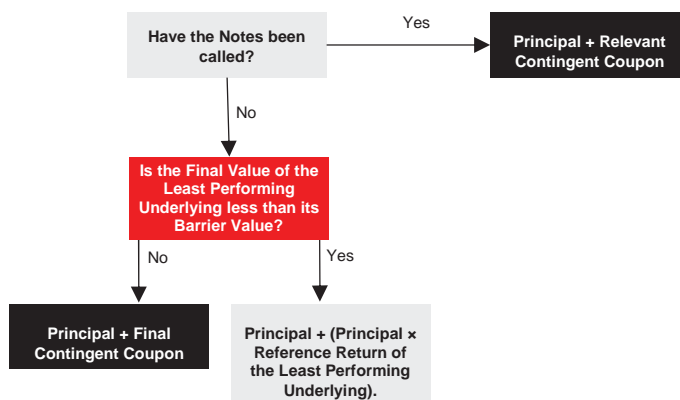 Have the Notes been
called?
Yes
Principal + Relevant
Contingent Coupon
No
Is the Final Value of the
Least Performing
Underlying less than its
Barrier Value?
No
Yes
Principal + Final
Contingent Coupon
Principal + (Principal ×
Reference Return of
the Least Performing
Underlying).